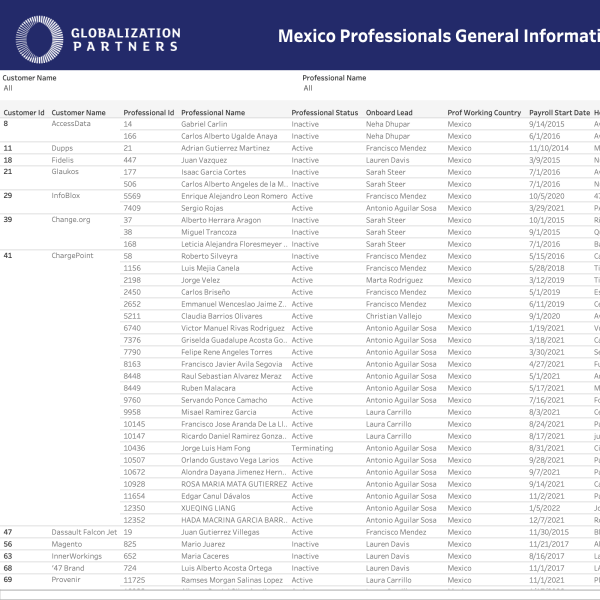 GLOBALIZATION
PARTNERS
Mexico Professionals General Informati
Customer Name Professional Name
All All
Customer Id Customer Name Professional Id Professional Name Professional Status Onboard Lead Prof Working Country Payroll Start Date
8 AccessData 14 Gabriel Carlin Inactive Neha Dhupar Mexico 9/14/2015
166 Carlos Alberto Ugalde Anaya Inactive Neha Dhupar Mexico 6/1/2016
11 Dupps 21 Adrian Gutierrez Martinez Active Francisco Mendez Mexico 11/10/2014
18 Fidelis 447 Juan Vazquez Inactive Lauren Davis Mexico 3/9/2015
21 Glaukos 177 Isaac Garcia Cortes Inactive Sarah Steer Mexico 7/1/2016
506 Carlos Alberto Angeles de la M.. Inactive Sarah Steer Mexico 7/1/2016
29 InfoBlox 5569 Enrique Alejandro Leon Romero Active Francisco Mendez Mexico 10/5/2020
7409 Sergio Rojas Active Antonio Aguilar Sosa Mexico 3/29/2021
39 Change.org 37 Alberto Herrara Aragon Inactive Sarah Steer Mexico 10/1/2015
38 Miguel Trancoza Inactive Sarah Steer Mexico 9/1/2015
168 Leticia Alejandra Floresmeyer .. Inactive Sarah Steer Mexico 7/1/2016
41 ChargePoint 58 Roberto Silveyra Inactive Francisco Mendez Mexico 5/15/2016
1156 Luis Mejia Canela Active Francisco Mendez Mexico 5/28/2018
2198 Jorge Velez Active Marta Rodriguez Mexico 3/12/2019
2450 Carlos Briseño Active Francisco Mendez Mexico 5/1/2019
2652 Emmanuel Wenceslao Jaime Z.. Active Francisco Mendez Mexico 6/11/2019
5211 Claudia Barrios Olivares Active Christian Vallejo Mexico 9/1/2020
6740 Victor Manuel Rivas Rodriguez Active Antonio Aguilar Sosa Mexico 1/19/2021
7376 Griselda Guadalupe Acosta Go.. Active Antonio Aguilar Sosa Mexico 3/18/2021
7790 Felipe Rene Angeles Torres Active Antonio Aguilar Sosa Mexico 3/30/2021
8163 Francisco Javier Avila Segovia Active Antonio Aguilar Sosa Mexico 4/27/2021
8448 Raul Sebastian Alvarez Meraz Active Antonio Aguilar Sosa Mexico 5/1/2021
8449 Ruben Malacara Active Antonio Aguilar Sosa Mexico 5/17/2021
9760 Servando Ponce Camacho Active Antonio Aguilar Sosa Mexico 7/16/2021
9958 Misael Ramirez Garcia Active Laura Carrillo Mexico 8/3/2021
10145 Francisco Jose Aranda De La Ll.. Active Laura Carrillo Mexico 8/24/2021
10147 Ricardo Daniel Ramirez Gonza.. Active Laura Carrillo Mexico 8/17/2021
10436 Jorge Luis Ham Fong Terminating Antonio Aguilar Sosa Mexico 8/31/2021
10507 Orlando Gustavo Vega Larios Active Antonio Aguilar Sosa Mexico 9/28/2021
10672 Alondra Dayana Jimenez Hern.. Active Antonio Aguilar Sosa Mexico 9/7/2021
10928 ROSA MARIA MATA GUTIERREZ Active Antonio Aguilar Sosa Mexico 9/14/2021
11654 Edgar Canul Dávalos Active Antonio Aguilar Sosa Mexico 11/2/2021
12350 XUEQING LIANG Active Antonio Aguilar Sosa Mexico 1/5/2022
12352 HADA MACRINA GARCIA BARR.. Active Antonio Aguilar Sosa Mexico 12/7/2021
47 Dassault Falcon Jet 19 Juan Gutierrez Villegas Active Francisco Mendez Mexico 11/30/2015
56 Magento 825 Mario Juarez Inactive Lauren Davis Mexico 11/21/2017
63 InnerWorkings 652 Maria Caceres Inactive Lauren Davis Mexico 8/16/2017
68 '47 Brand 724 Luis Alberto Acosta Ortega Inactive Lauren Davis Mexico 11/1/2017
69 Provenir 11725 Ramses Morgan Salinas Lopez Active Laura Carrillo Mexico 11/1/2021